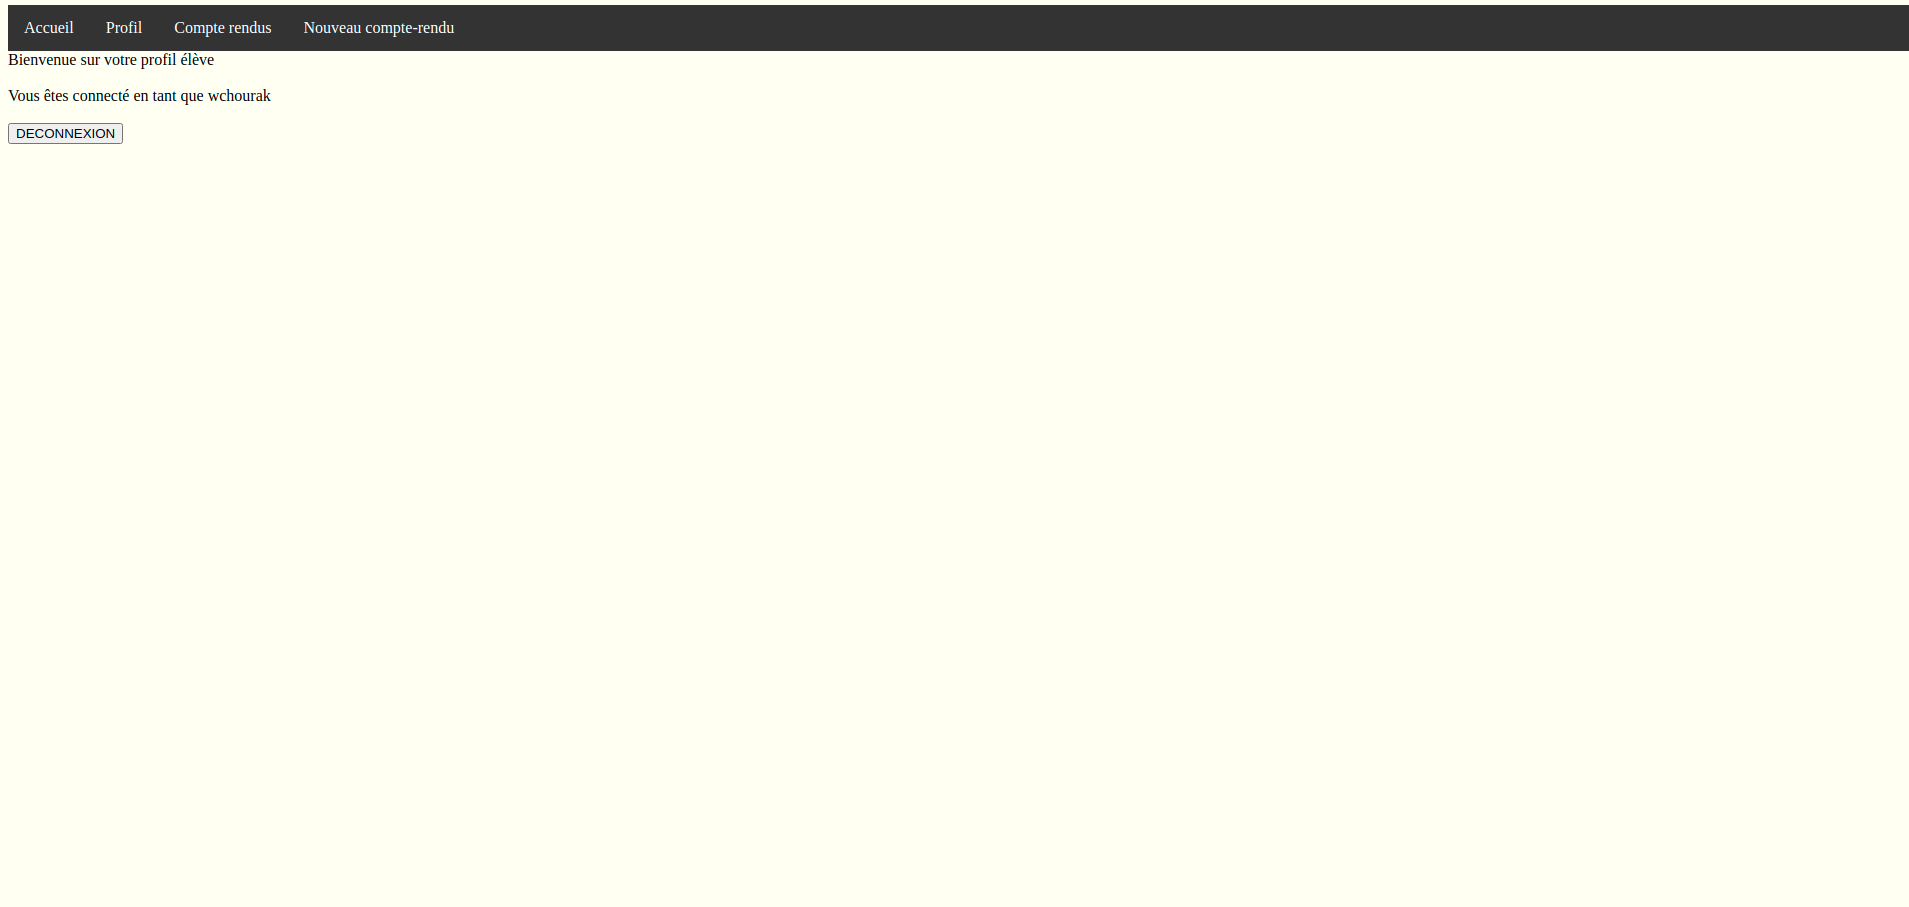 Accueil Profil Compte rendus Nouveau compte-rendu
Bienvenue sur votre profil élève
Vous êtes connecté en tant que wchourak
DECONNEXION